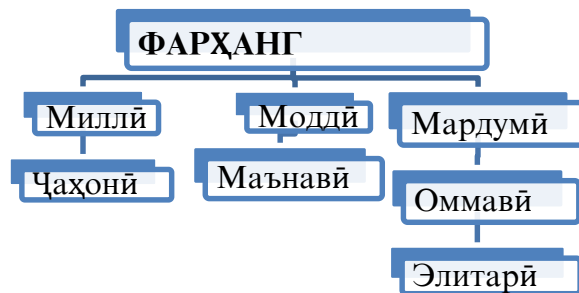 ФАРҲАНГ
Миллӣ
Моддӣ
Мардумӣ
Ҷаҳонӣ
Маънавӣ
Оммавӣ
Элитарӣ